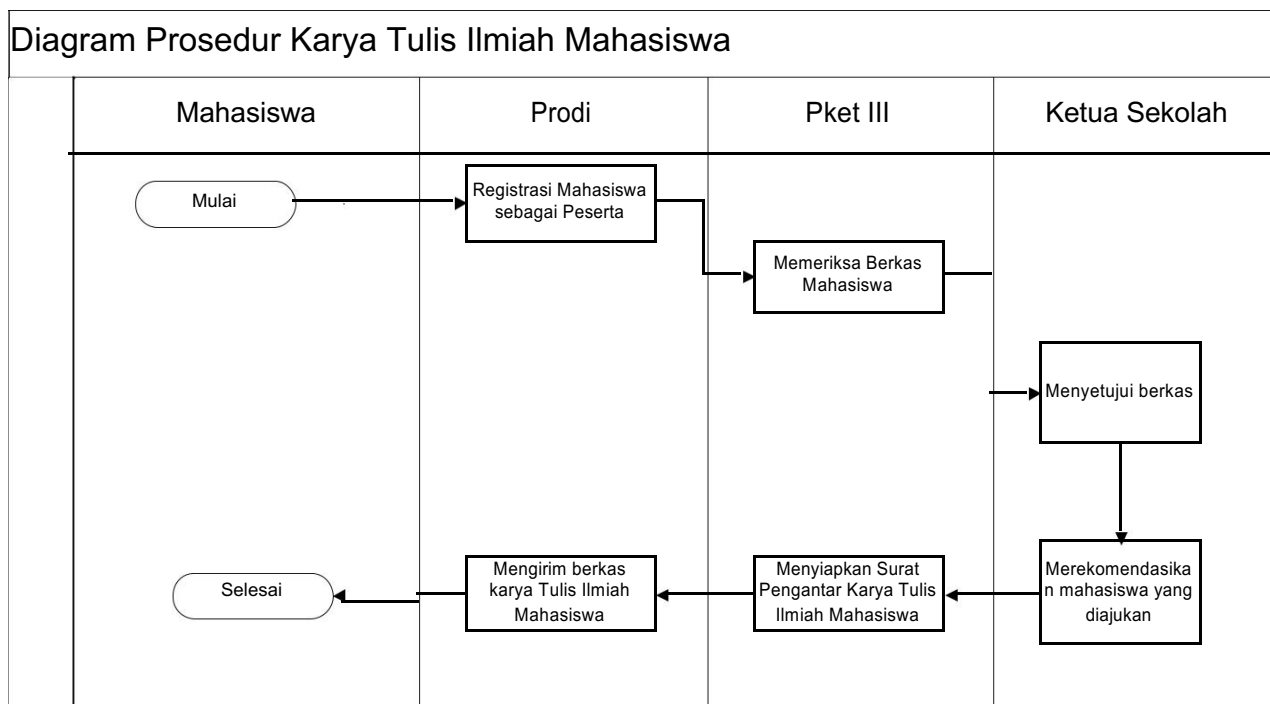 Diagram Prosedur Karya Tulis Ilmiah Mahasiswa
Mahasiswa
Prodi
Pket III
Ketua Sekolah
Mulai
Registrasi Mahasiswa
sebagai Peserta
Memeriksa Berkas
Mahasiswa
Menyetujui berkas
Selesai
Mengirim berkas
karya Tulis Ilmiah
Mahasiswa
Menyiapkan Surat
Pengantar Karya Tulis
Ilmiah Mahasiswa
Merekomendasika
n mahasiswa yang
diajukan